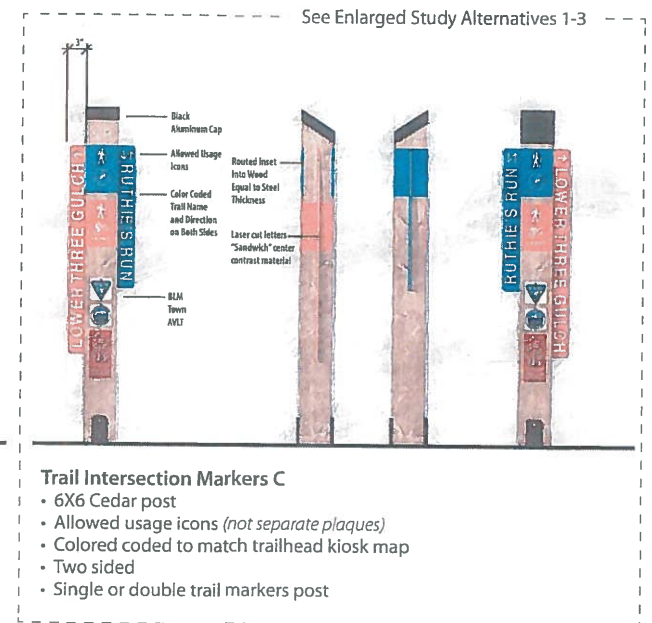 See Enlarged Study Alternatives 1-3
3"
Black
Aluminum Cap
Allowed Usage
Icons
Color Coded
Trail Name
and Direction
on Both Sides
BLM
Town
AVLT
LOWER THREE GULCH
RUTHIE'S RUN
Routed Inset
Into Wood
Equal to Steel
Thickness
Laser cut letters
"Sandwich" center
contrast material
RUTHIE'S RUN
LOWER THREE GULCH
Trail Intersection Markers C
• 6X6 Cedar post
• Allowed usage icons (not separate plaques)
• Colored coded to match trailhead kiosk map
• Two sided
• Single or double trail markers post